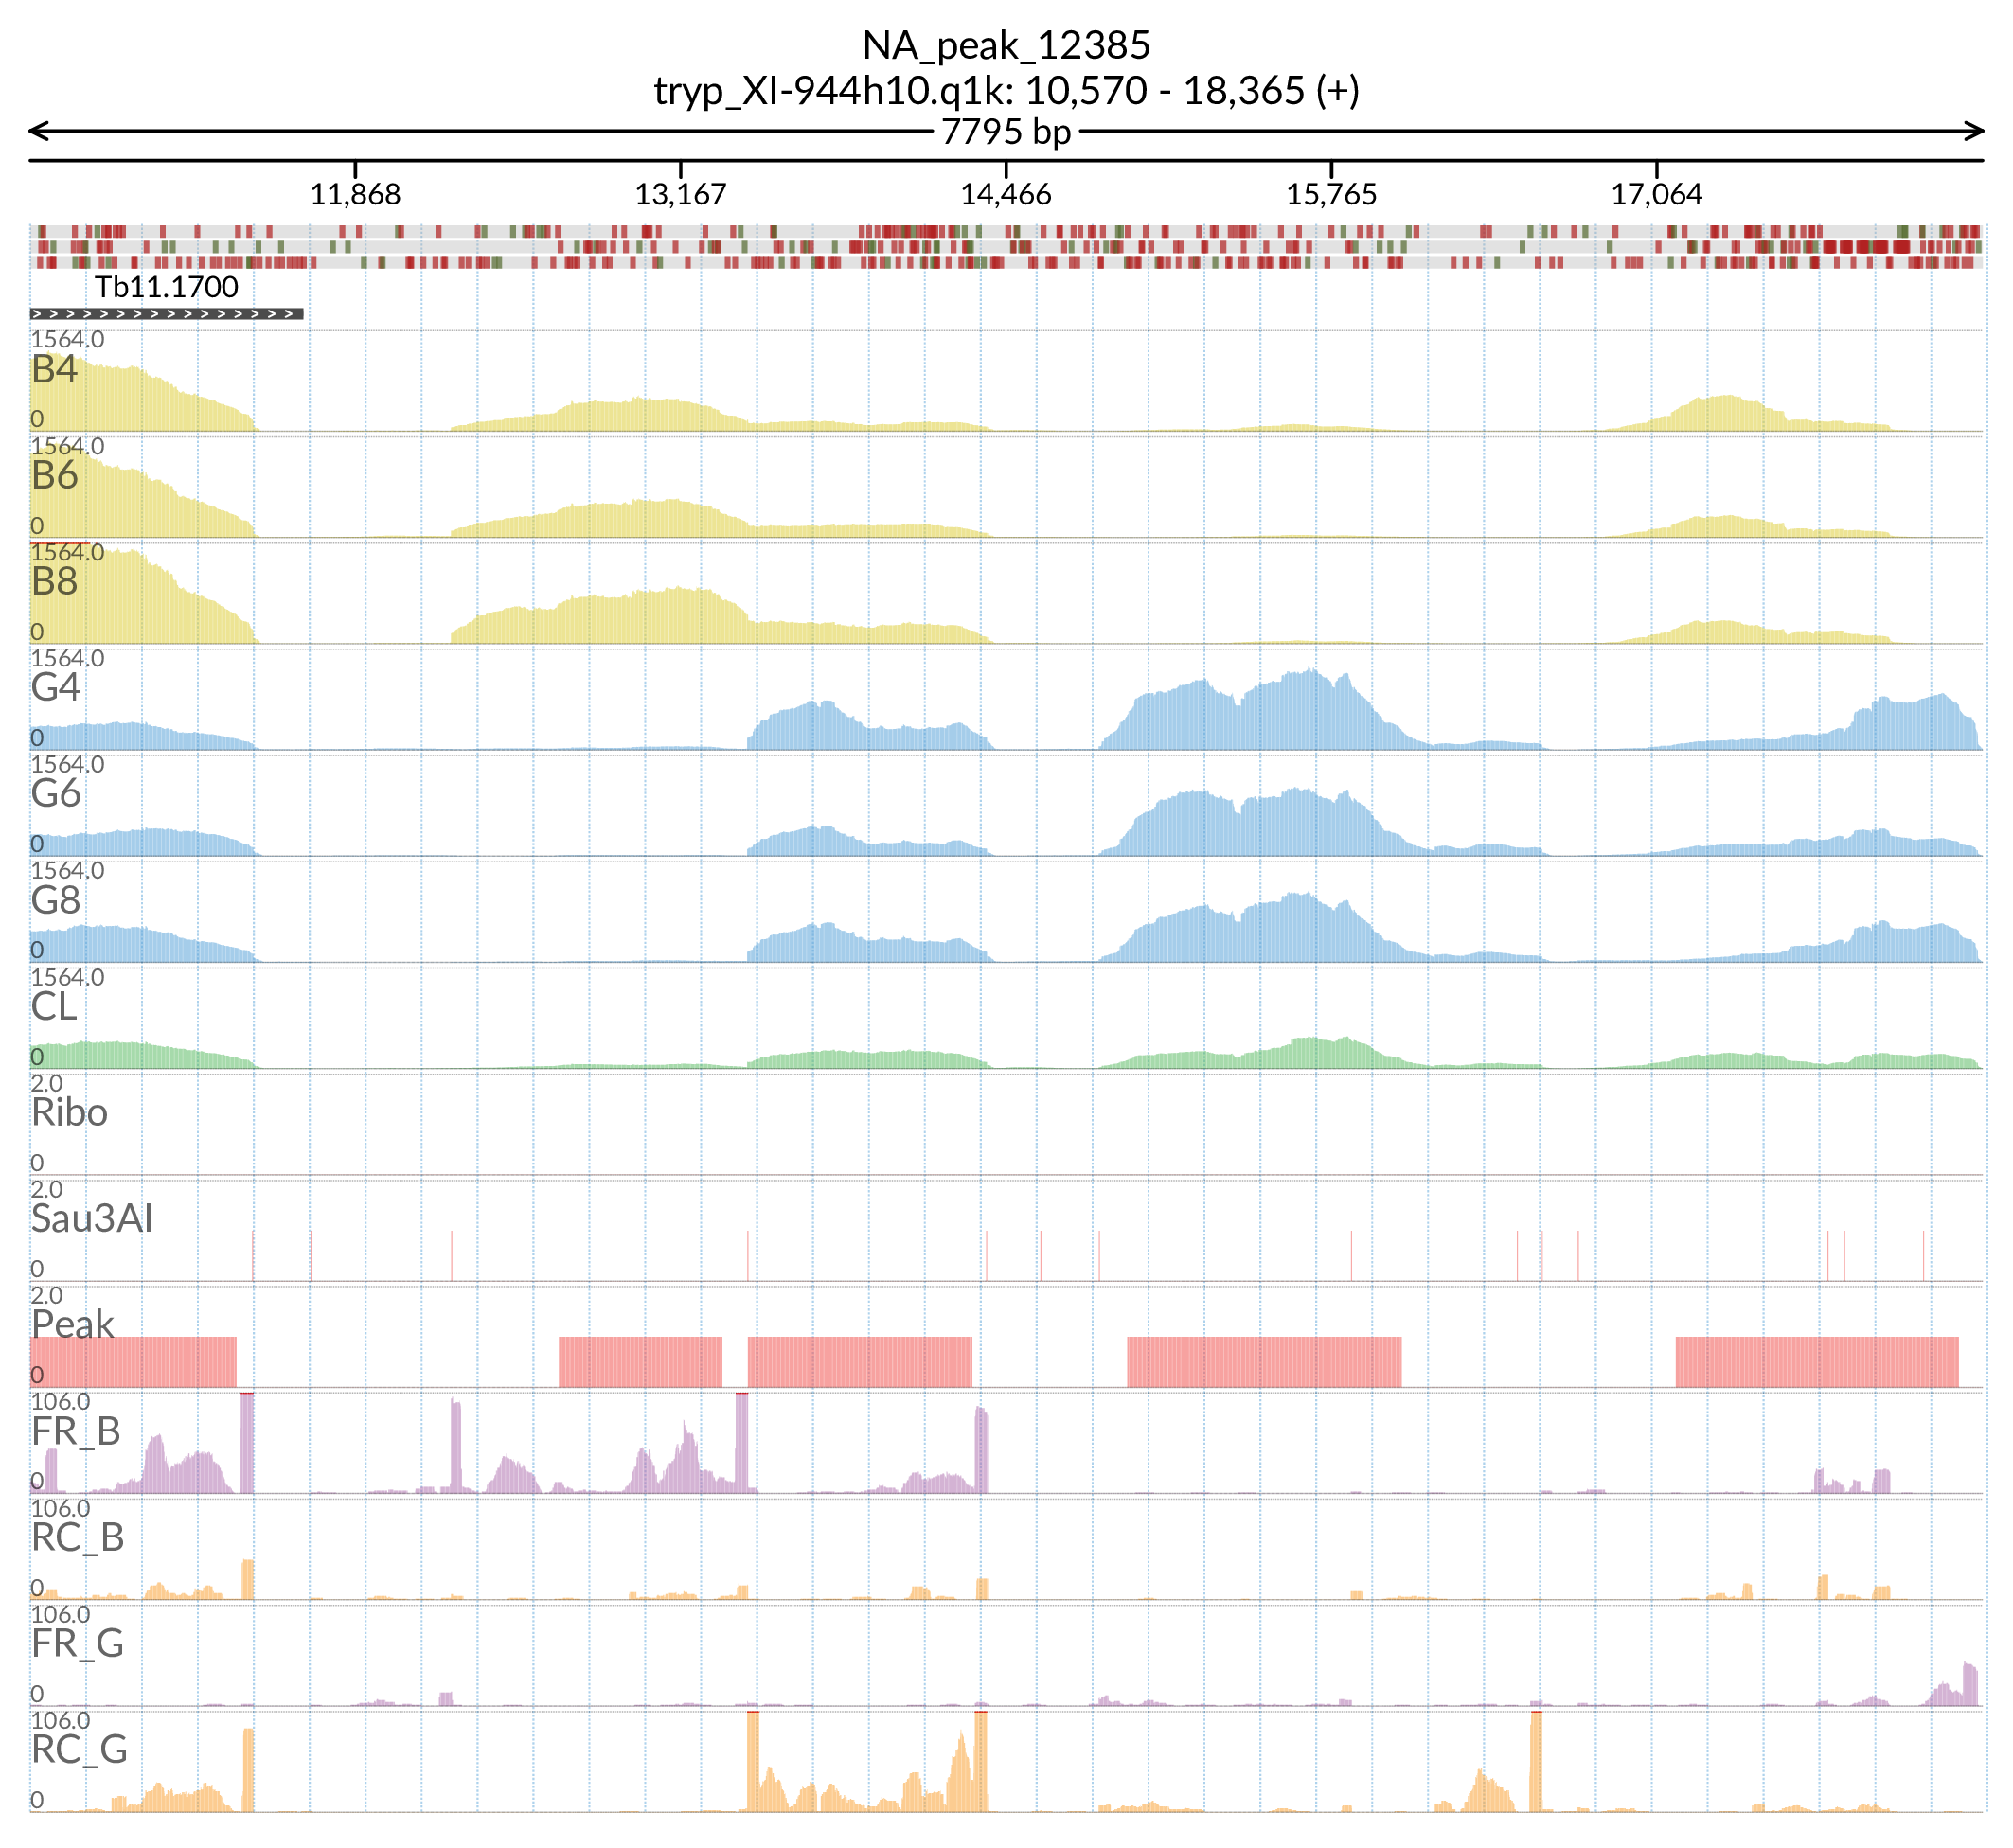 NA_peak_12385
tryp_XI-944h10.q1k: 10,570 - 18,365 (+)
7795 bp
11,868 13,167 14,466 15,765 17,064
Tb11.1700
1564.0
B4
0
1564.0
B6
0
1564.0
B8
0
1564.0
G4
0
1564.0
G6
0
1564.0
G8
0
1564.0
CL
0
2.0
Ribo
0
2.0
Sau3AI
0
2.0
Peak
0
106.0
FR_B
0
106.0
RC_B
0
106.0
FR_G
0
106.0
RC_G
0